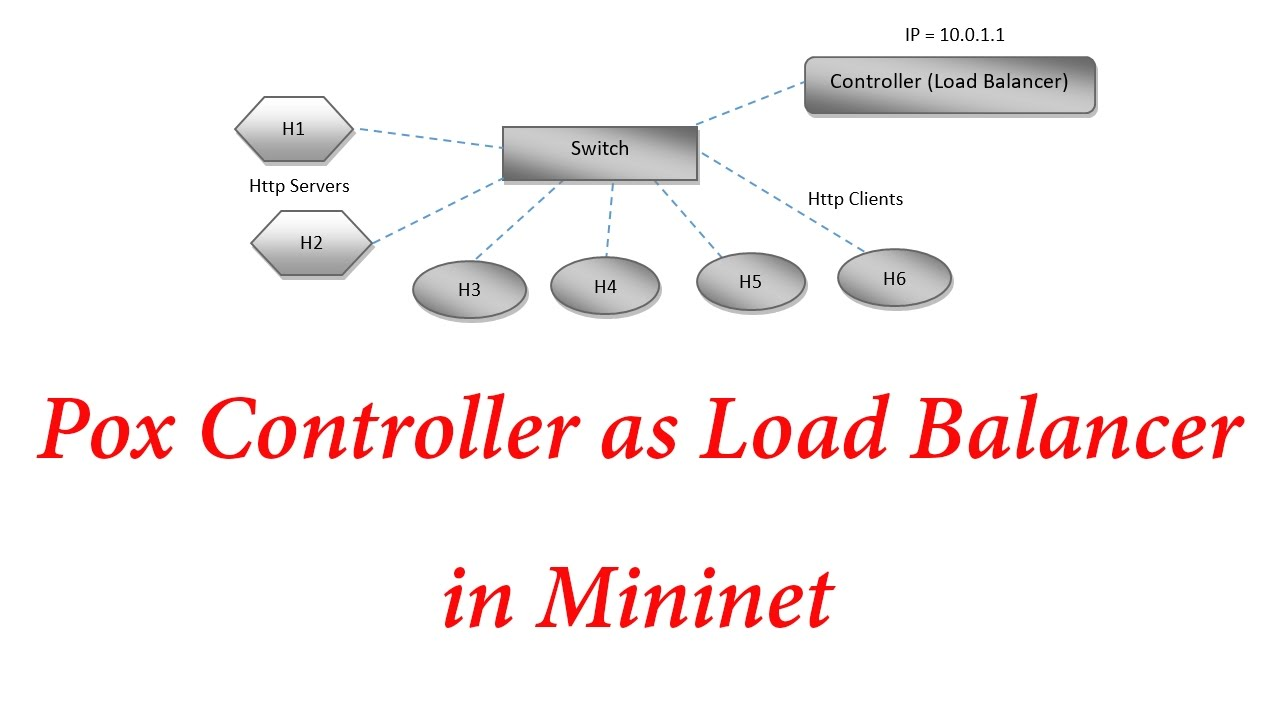 IP = 10.0.1.1
Controller (Load Balancer)
H1
Switch
Http Servers
Http Clients
H2
H3
H4
H5
H6
Pox Controller as Load Balancer
in Mininet